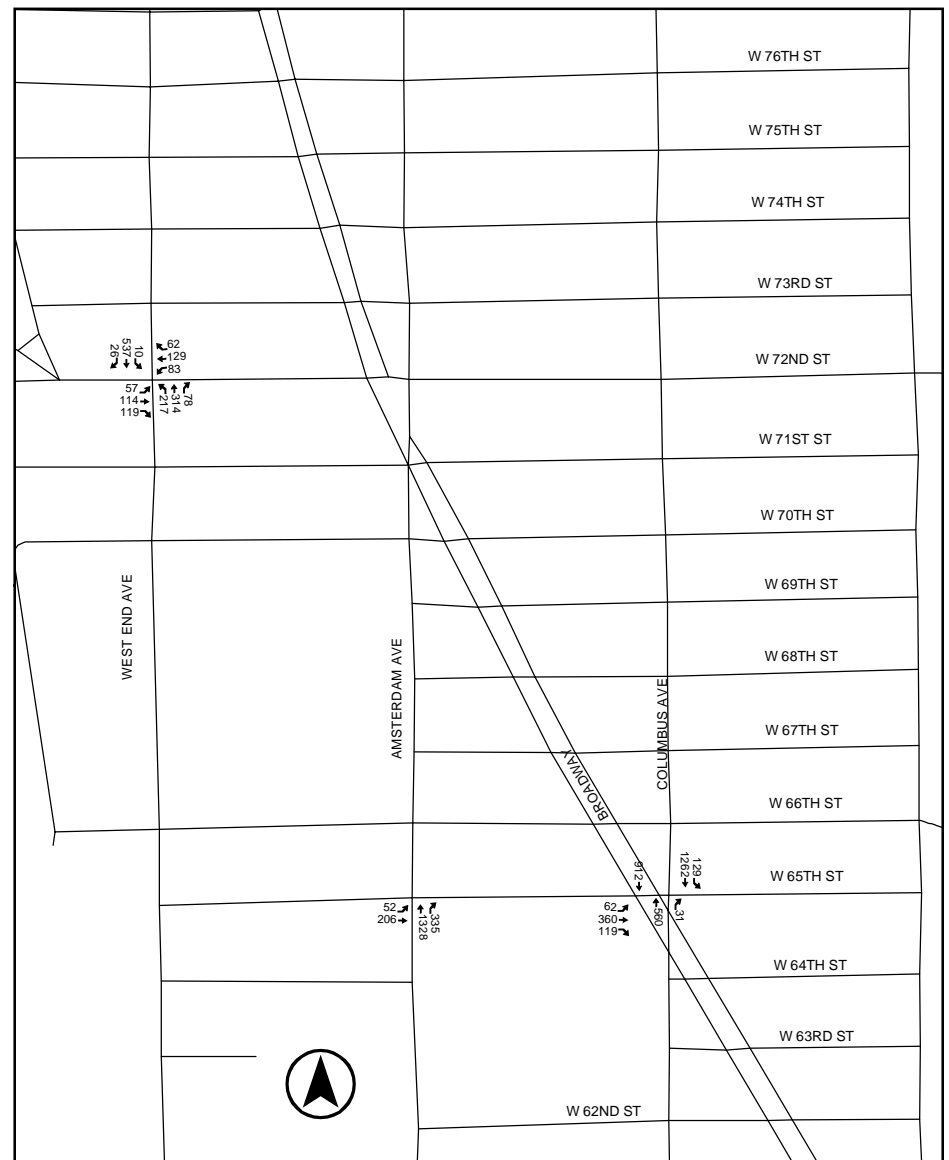 W 76TH ST
W 75TH ST
W 74TH ST
W 73RD ST
W 72ND ST
26
537
10
62
129
83
57
114
119
217
314
78
W 71ST ST
W 70TH ST
W 69TH ST
WEST END AVE
AMSTERDAM AVE
W 68TH ST
COLUMBUS AVE
W 67TH ST
BROADWAY
W 66TH ST
912
1262
129
W 65TH ST
52
206
1328
335
62
360
119
560
31
W 64TH ST
W 63RD ST
W 62ND ST